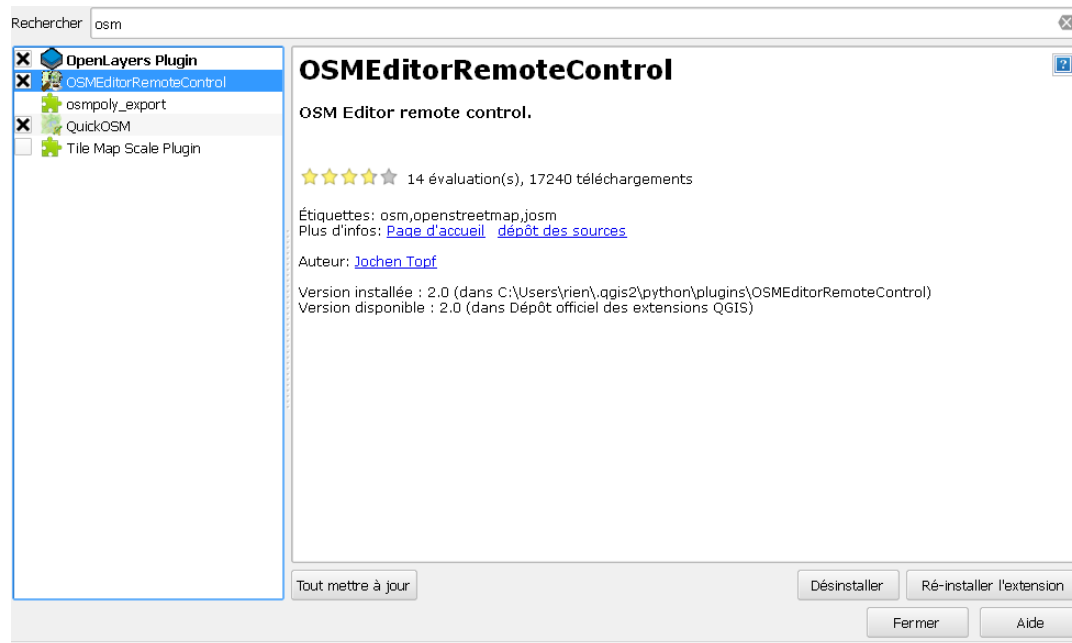 Rechercher osm
OpenLayers Plugin
OSMEditorRemoteControl
osmpoly_export
QuickOSM
Tile Map Scale Plugin
OSMEditorRemoteControl
OSM Editor remote control.
14 évaluation(s), 17240 téléchargements
Étiquettes: osm,openstreetmap,josm
Plus d'infos: Page d'accueil dépôt des sources
Auteur: Jochen Topf
Version installée : 2.0 (dans C:\Users\rien\.qgis2\python\plugins\OSMEditorRemoteControl)
Version disponible : 2.0 (dans Dépôt officiel des extensions QGIS)
Tout mettre à jour
Désinstaller
Ré-installer l'extension
Fermer
Aide